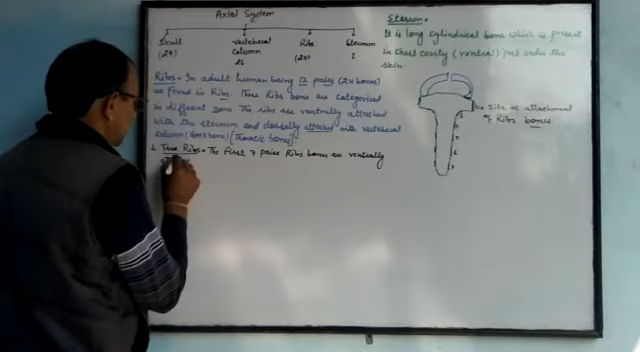 Axial System
Skull
Vertebral
Ribs
Sternum
(29)
Column
(24)
1
26
Ribs - In adult human being 12 pairs (24 bones)
are found in Ribs. These Ribs bones are categorised
in different zone. The ribs are ventrally attached
with the sternum and dorsally attached with vertebral
column (backbone) [Thoracic bones]
1. True Ribs - The first 7 pairs Ribs bones are ventrally
Sternum -
It is long cylindrical bone which is present
in chest cavity (ventral) just under the
skin.
Site of attachment
of Ribs bones